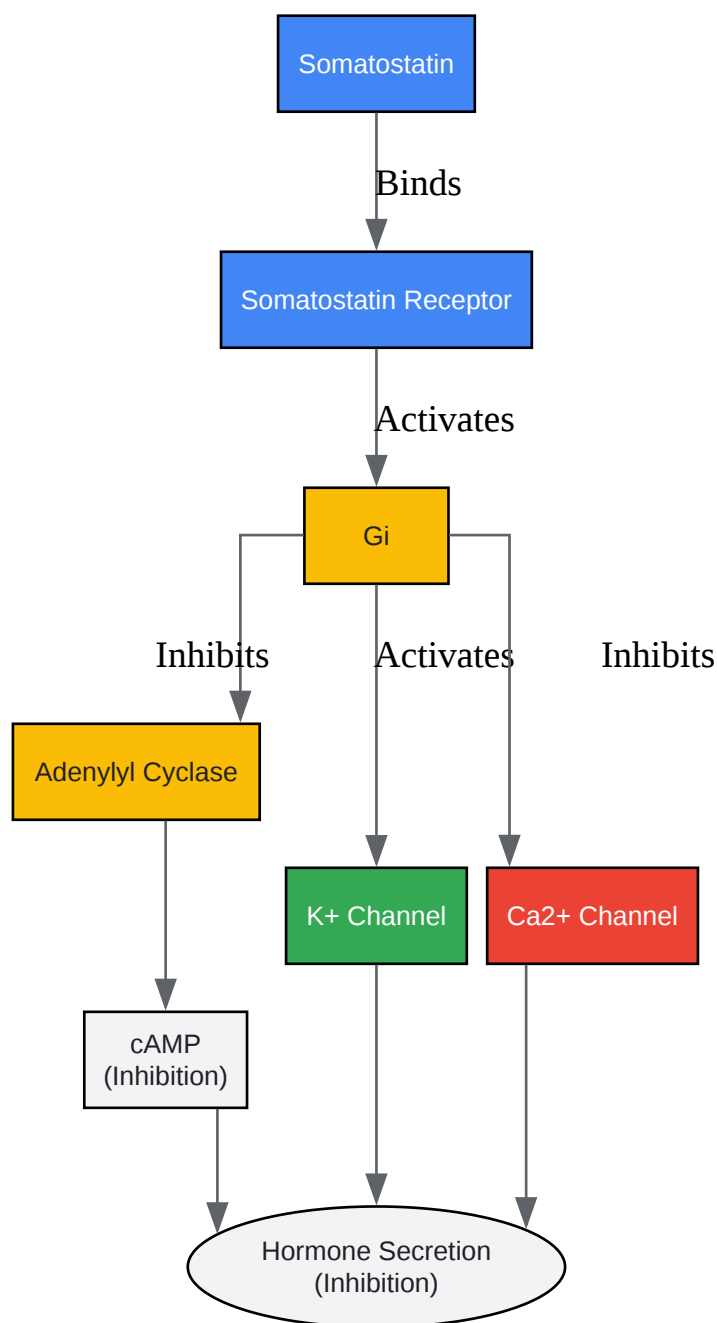 Somatostatin
Binds
Somatostatin Receptor
Activates
Gi
Inhibits
Activates
Inhibits
Adenylyl Cyclase
K+ Channel
Ca2+ Channel
cAMP
(Inhibition)
Hormone Secretion
(Inhibition)